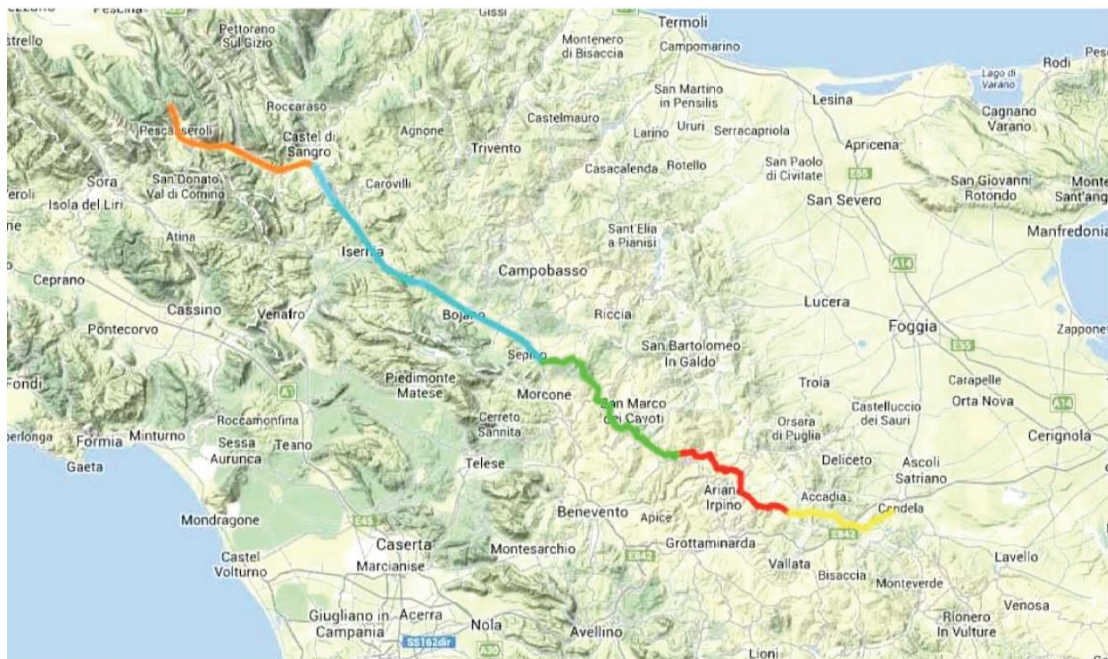 Pescina
Pettorano
Sul Gizio
Gissi
Termoli
Montenero
di Bisaccia
Campomarino
Rodi
Lago di
Varano
Roccaraso
San Martino
in Pensilis
Lesina
Cagnano
Varano
Pescasseroli
Castel di
Sangro
Agnone
Castelmauro
Larino
Ururi
Serracapriola
Apricena
Trivento
Casacalenda
Rotello
San Paolo
di Civitate
E55
San Giovanni
Rotondo
Sora
San Donato
Val di Comino
Carovilli
San Severo
Isola del Liri
Sant'Elia
a Pianisi
Manfredonia
Atina
Isernia
Campobasso
A14
Ceprano
Cassino
Venafro
Bojano
Riccia
Lucera
Pontecorvo
Foggia
Zapponeta
Sepino
San Bartolomeo
In Galdo
E55
Fondi
A1
Piedimonte
Matese
Morcone
Troia
Carapelle
Orta Nova
A14
Roccamonfina
San Marco
dei Cavoti
Castelluccio
dei Sauri
Formia
Minturno
Sessa
Aurunca
Teano
Cerreto
Sannita
Orsara
di Puglia
Cerignola
Gaeta
Telese
Deliceto
Ascoli
Satriano
Ariano
Irpino
Accadia
Candela
Mondragone
E45
Benevento
Apice
E842
Castel
Volturno
Caserta
Marcianise
Montesarchio
E842
Grottaminarda
Vallata
Bisaccia
Monteverde
Lavello
Giugliano in
Campania
Acerra
Nola
Avellino
Rionero
In Vulture
Venosa
SS162dir
A30
Lioni